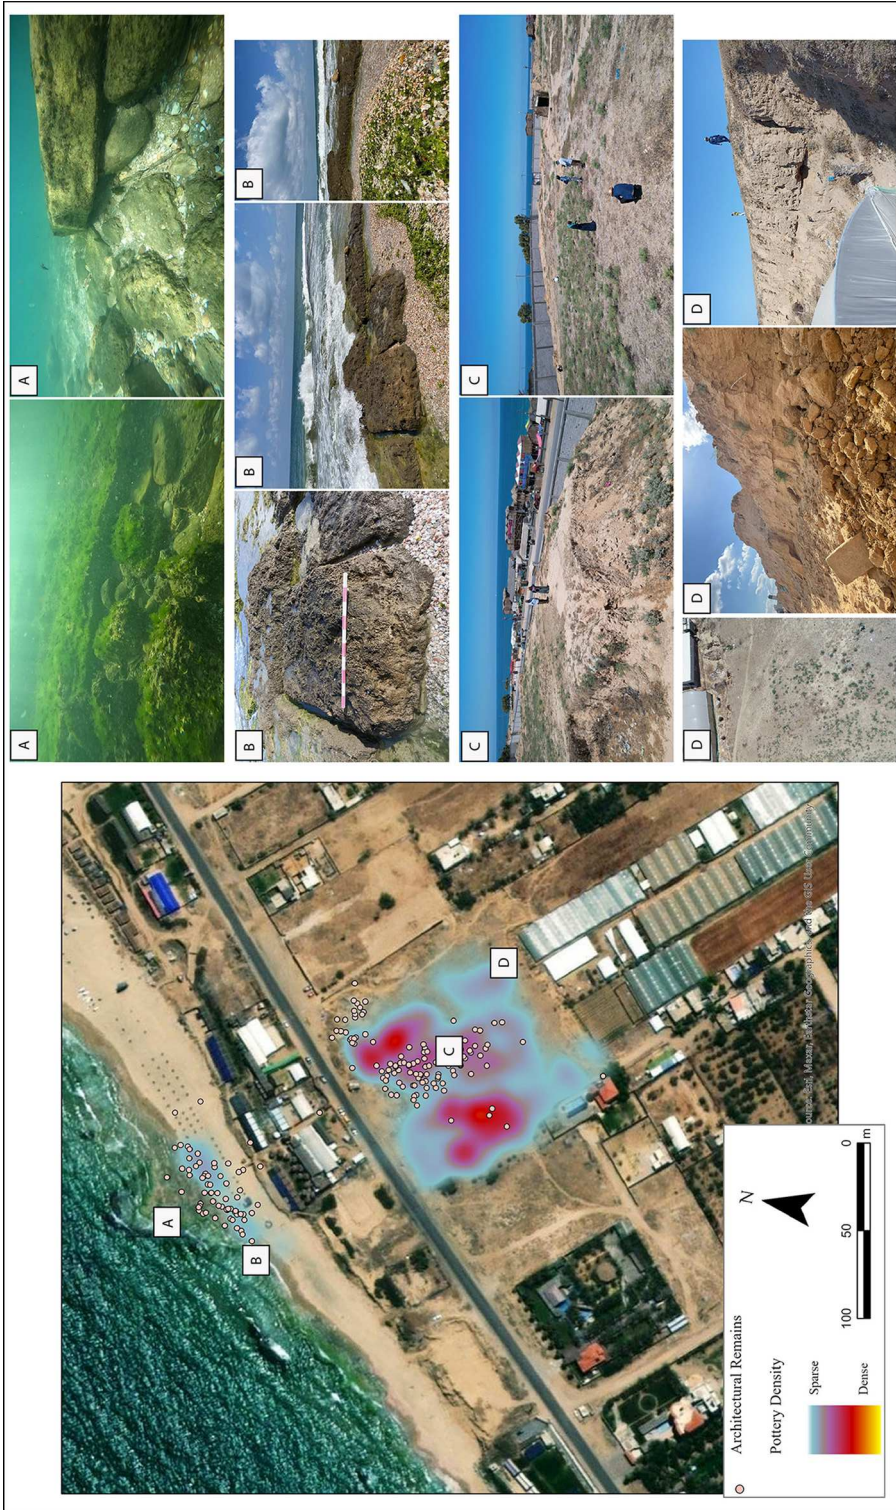 A
B
C
D
Architectural Remains
Pottery Density
Sparse
Dense
N
100
50
0
m
A
A
B
B
B
C
C
D
D
D